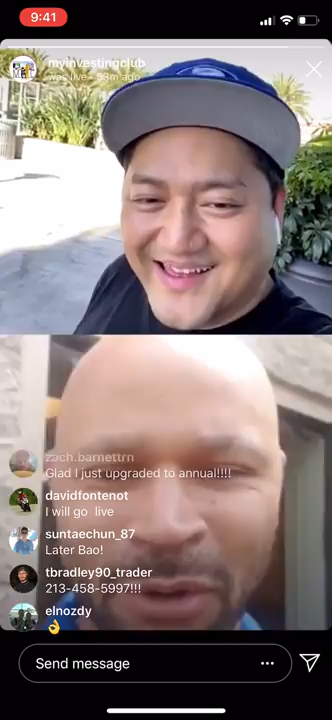 9:41
myinvestingclub
was live · 53m ago
zach.barnettrn
Glad I just upgraded to annual!!!!
davidfontenot
I will go live
suntaechun_87
Later Bao!
tbradley90_trader
213-458-5997!!!
elnozdy
👌
Send message